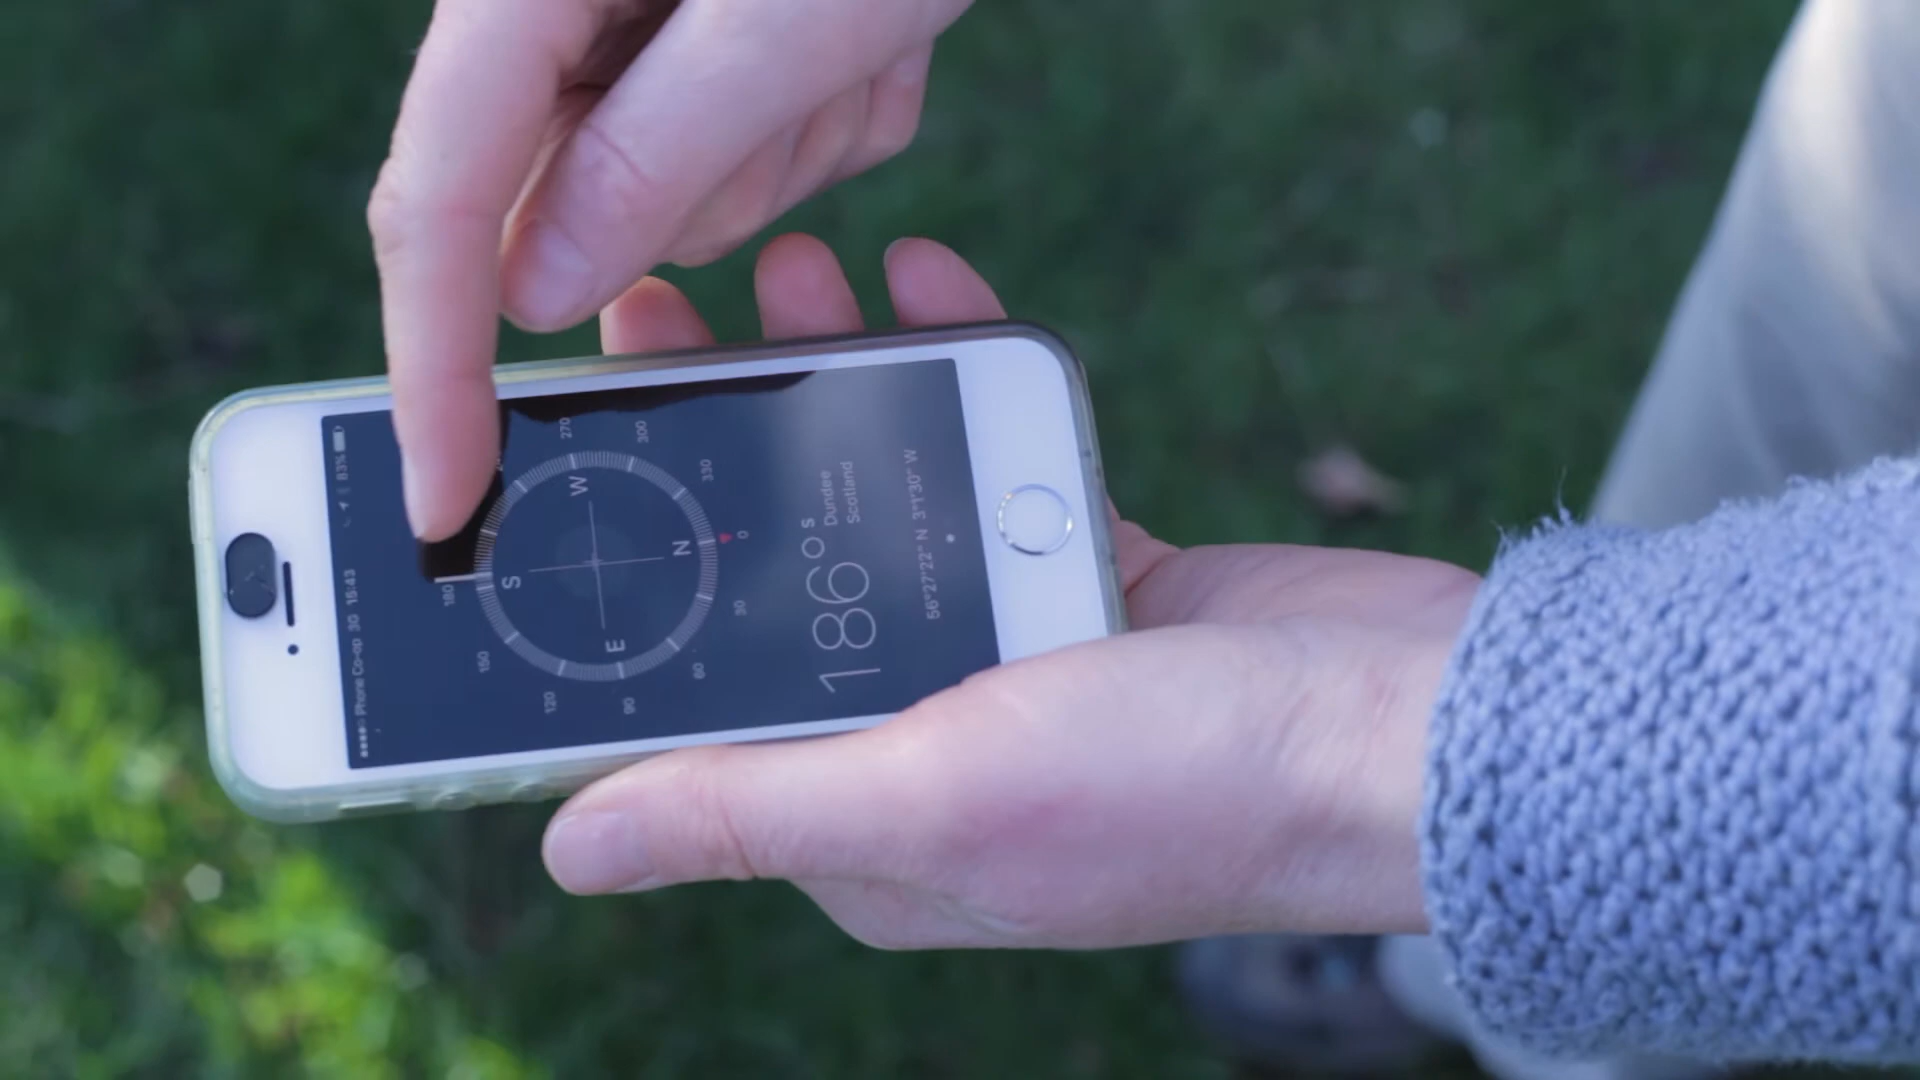 Phone Co-op 30 15:43 83%
180
150
120
90
60
30
0
330
300
270
S
W
N
E
186° S
Dundee
Scotland
56°27'22" N 3°1'30" W